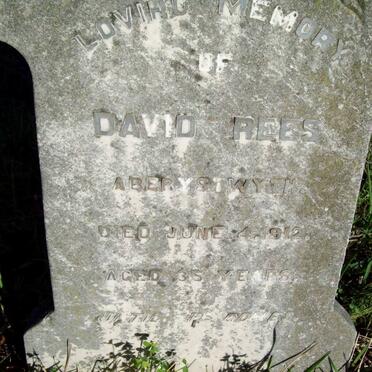 LOVING MEMORY
OF
DAVID REES
ABERYSTWYTH
DIED JUNE 4, 1912,
AGED 35 YEARS.